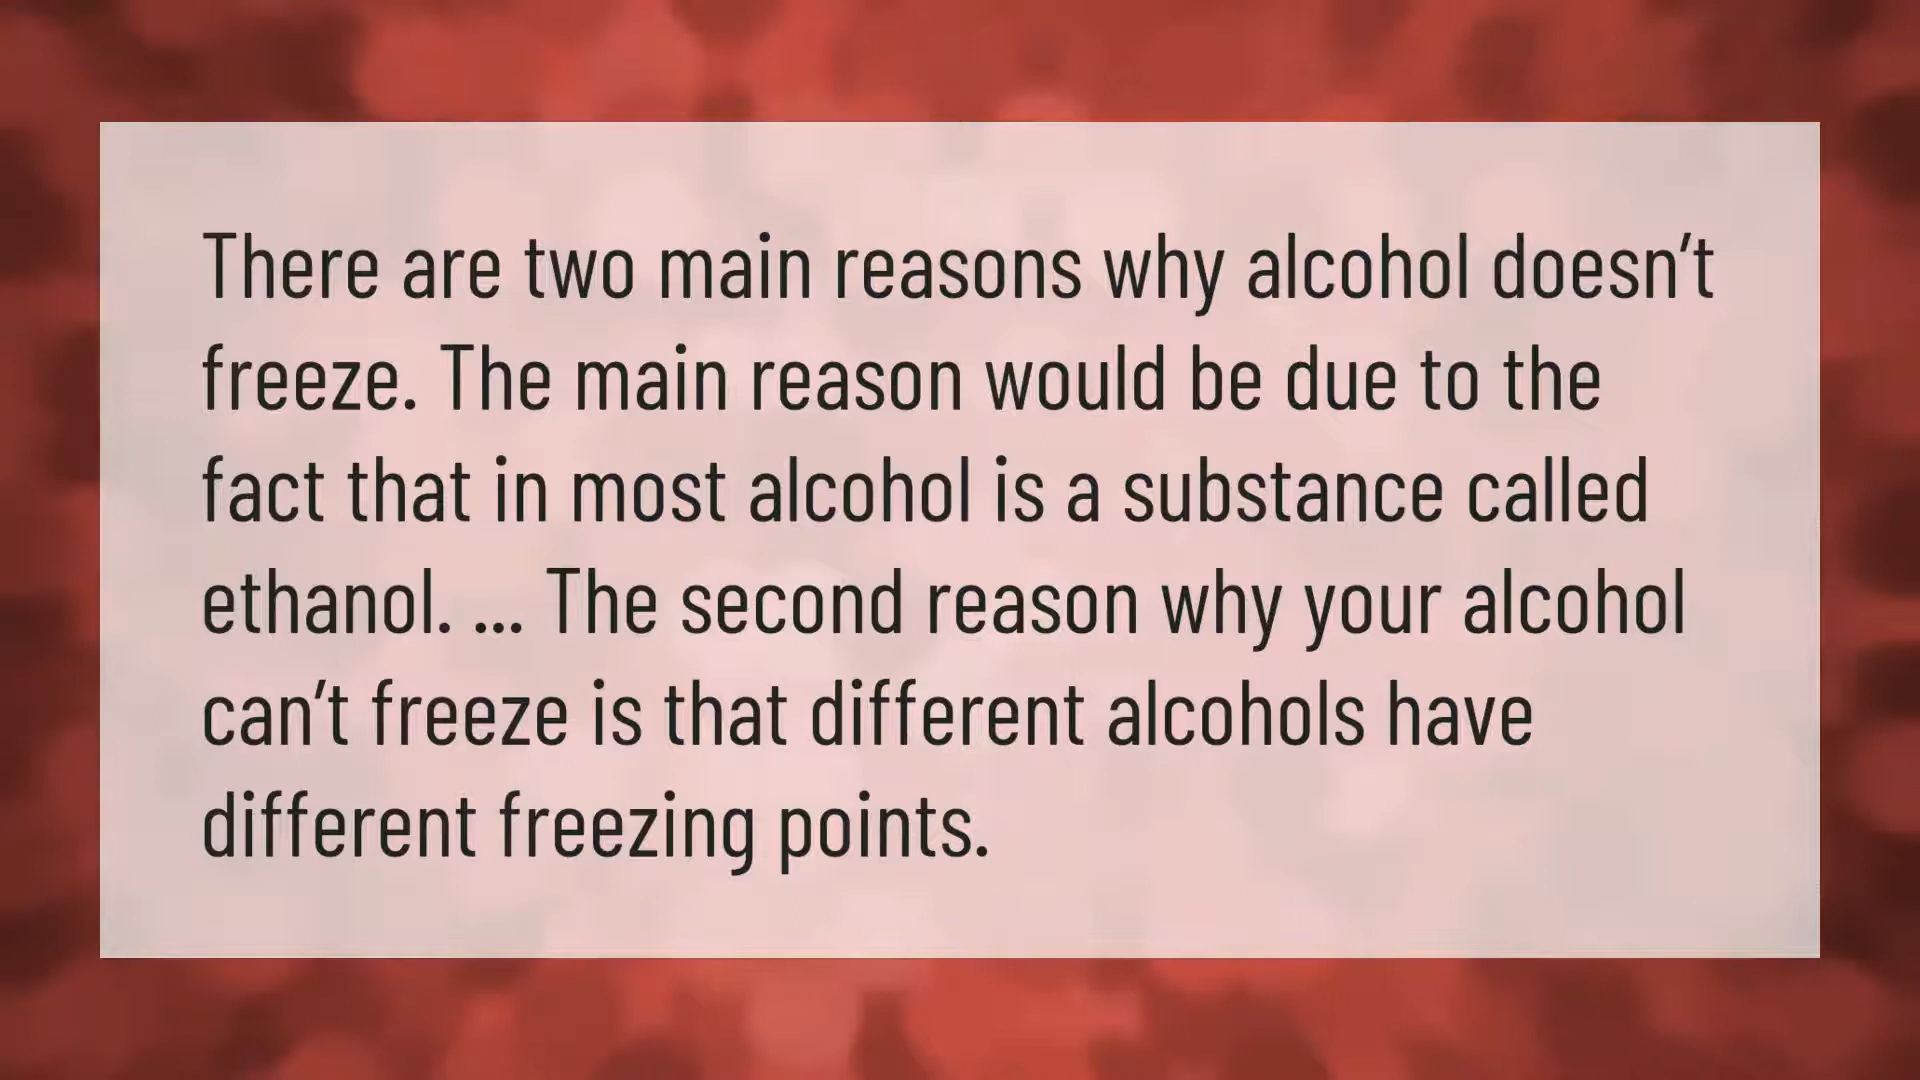 There are two main reasons why alcohol doesn’t
freeze. The main reason would be due to the
fact that in most alcohol is a substance called
ethanol. ... The second reason why your alcohol
can’t freeze is that different alcohols have
different freezing points.